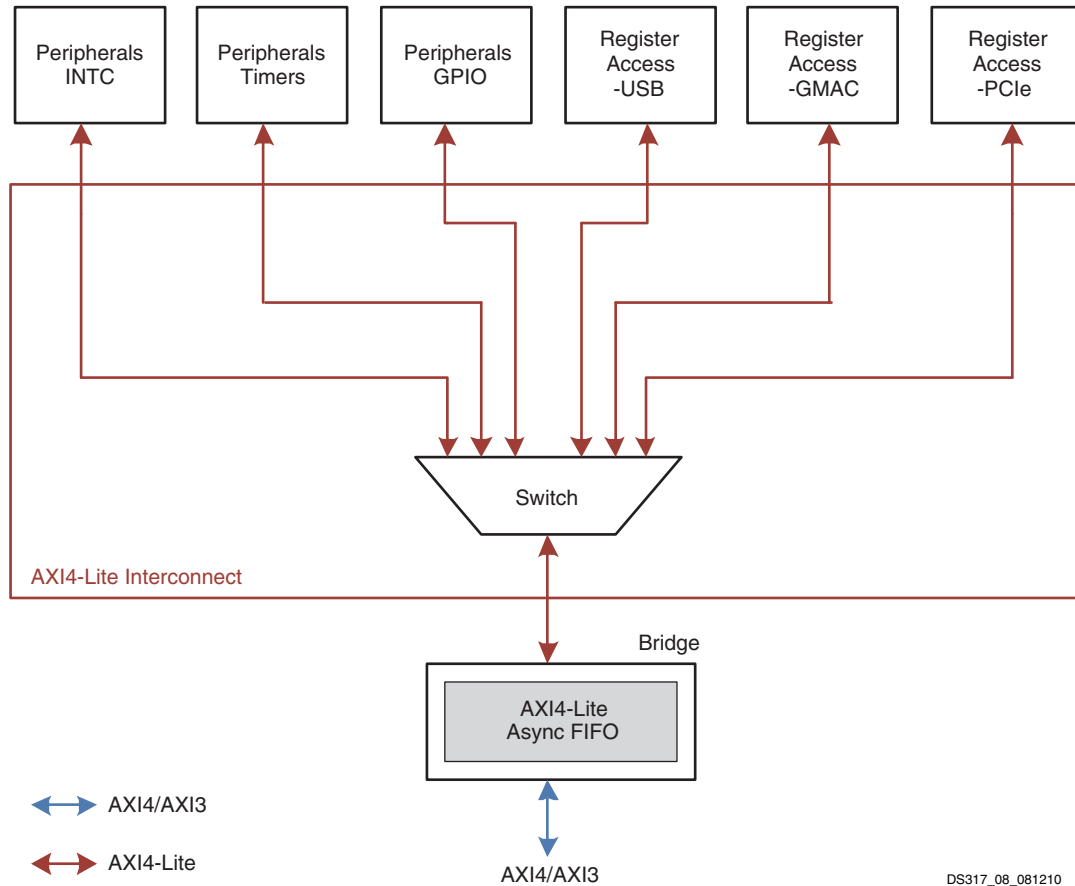 Peripherals
INTC
Peripherals
Timers
Peripherals
GPIO
Register
Access
-USB
Register
Access
-GMAC
Register
Access
-PCIe
Switch
AXI4-Lite Interconnect
Bridge
AXI4-Lite
Async FIFO
AXI4/AXI3
AXI4-Lite
AXI4/AXI3
DS317_08_081210